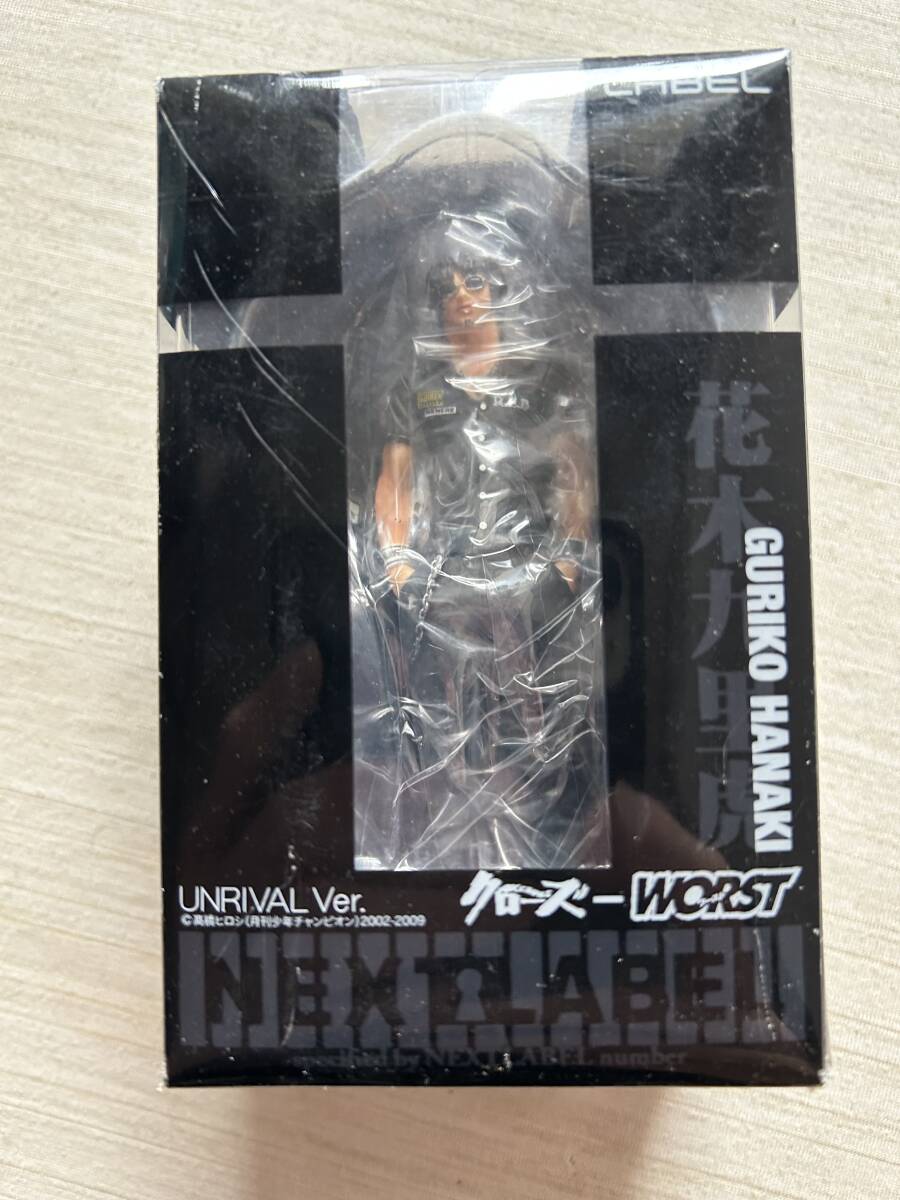 LABEL
花木九里虎
GURIKO HANAKI
UNRIVAL Ver.
クローズ—WORST
©髙橋ヒロシ(月刊少年チャンピオン)2002-2009
NEXT LABEL
specified by NEXT LABEL number